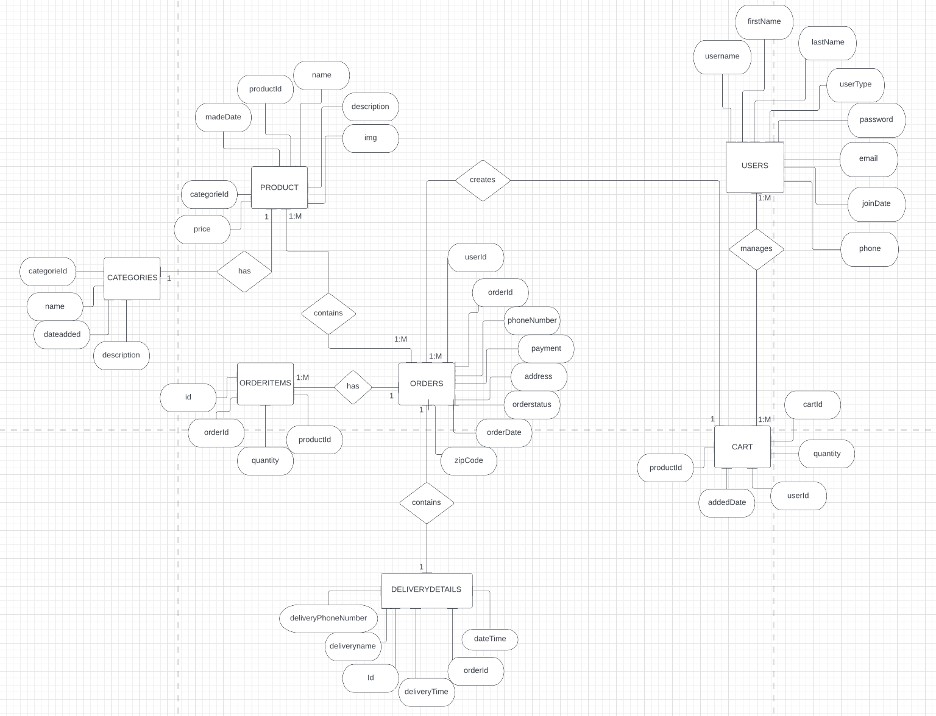 firstName
lastName
username
name
productId
userType
description
madeDate
password
img
email
USERS
creates
PRODUCT
categorieId
1:M
joinDate
1
1:M
price
manages
phone
userId
categorieId
has
CATEGORIES
1
orderId
name
contains
phoneNumber
dateadded
1:M
payment
description
1:M
address
1:M
ORDERITEMS
has
ORDERS
id
1
orderstatus
cartId
1
1
1:M
orderId
productId
orderDate
CART
quantity
zipCode
quantity
productId
userId
contains
addedDate
1
DELIVERYDETAILS
deliveryPhoneNumber
dateTime
deliveryname
orderId
Id
deliveryTime